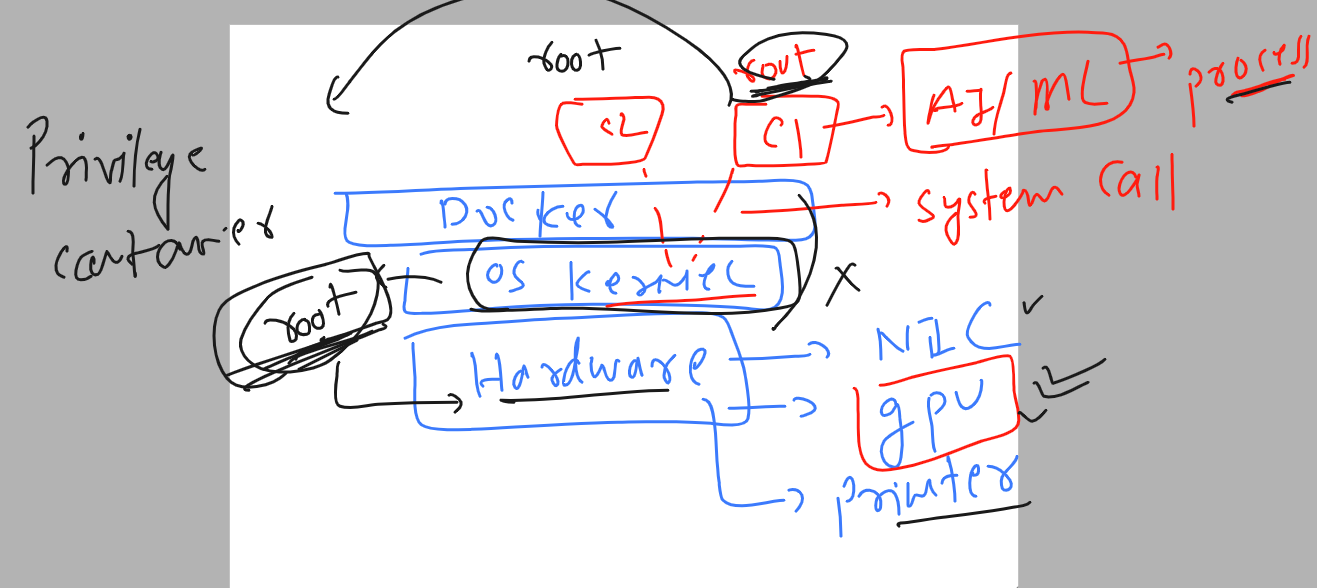 root
root
C2
C1
AI/ML
process
Privilege
container
Docker
system call
OS kernel
root
Hardware
NIC
gpu
printer